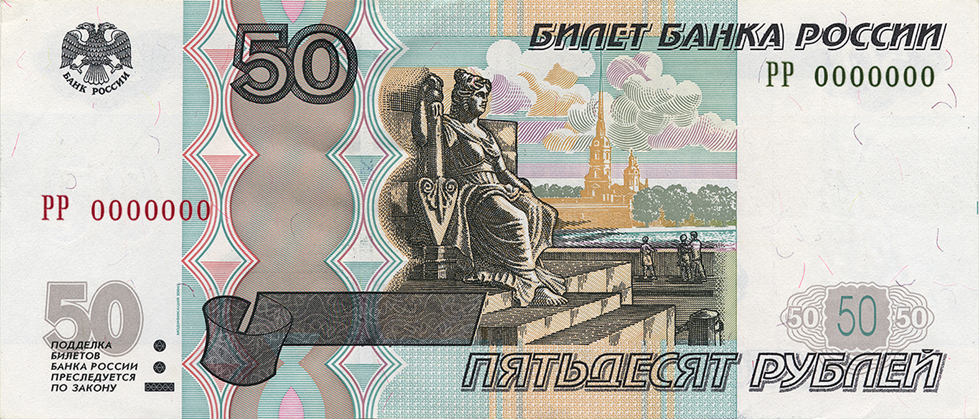 50
БИЛЕТ БАНКА РОССИИ
БАНК РОССИИ
РР 0000000
РР 0000000
50
ПОДДЕЛКА
БИЛЕТОВ
БАНКА РОССИИ
ПРЕСЛЕДУЕТСЯ
ПО ЗАКОНУ
50 50 50
ПЯТЬДЕСЯТ РУБЛЕЙ